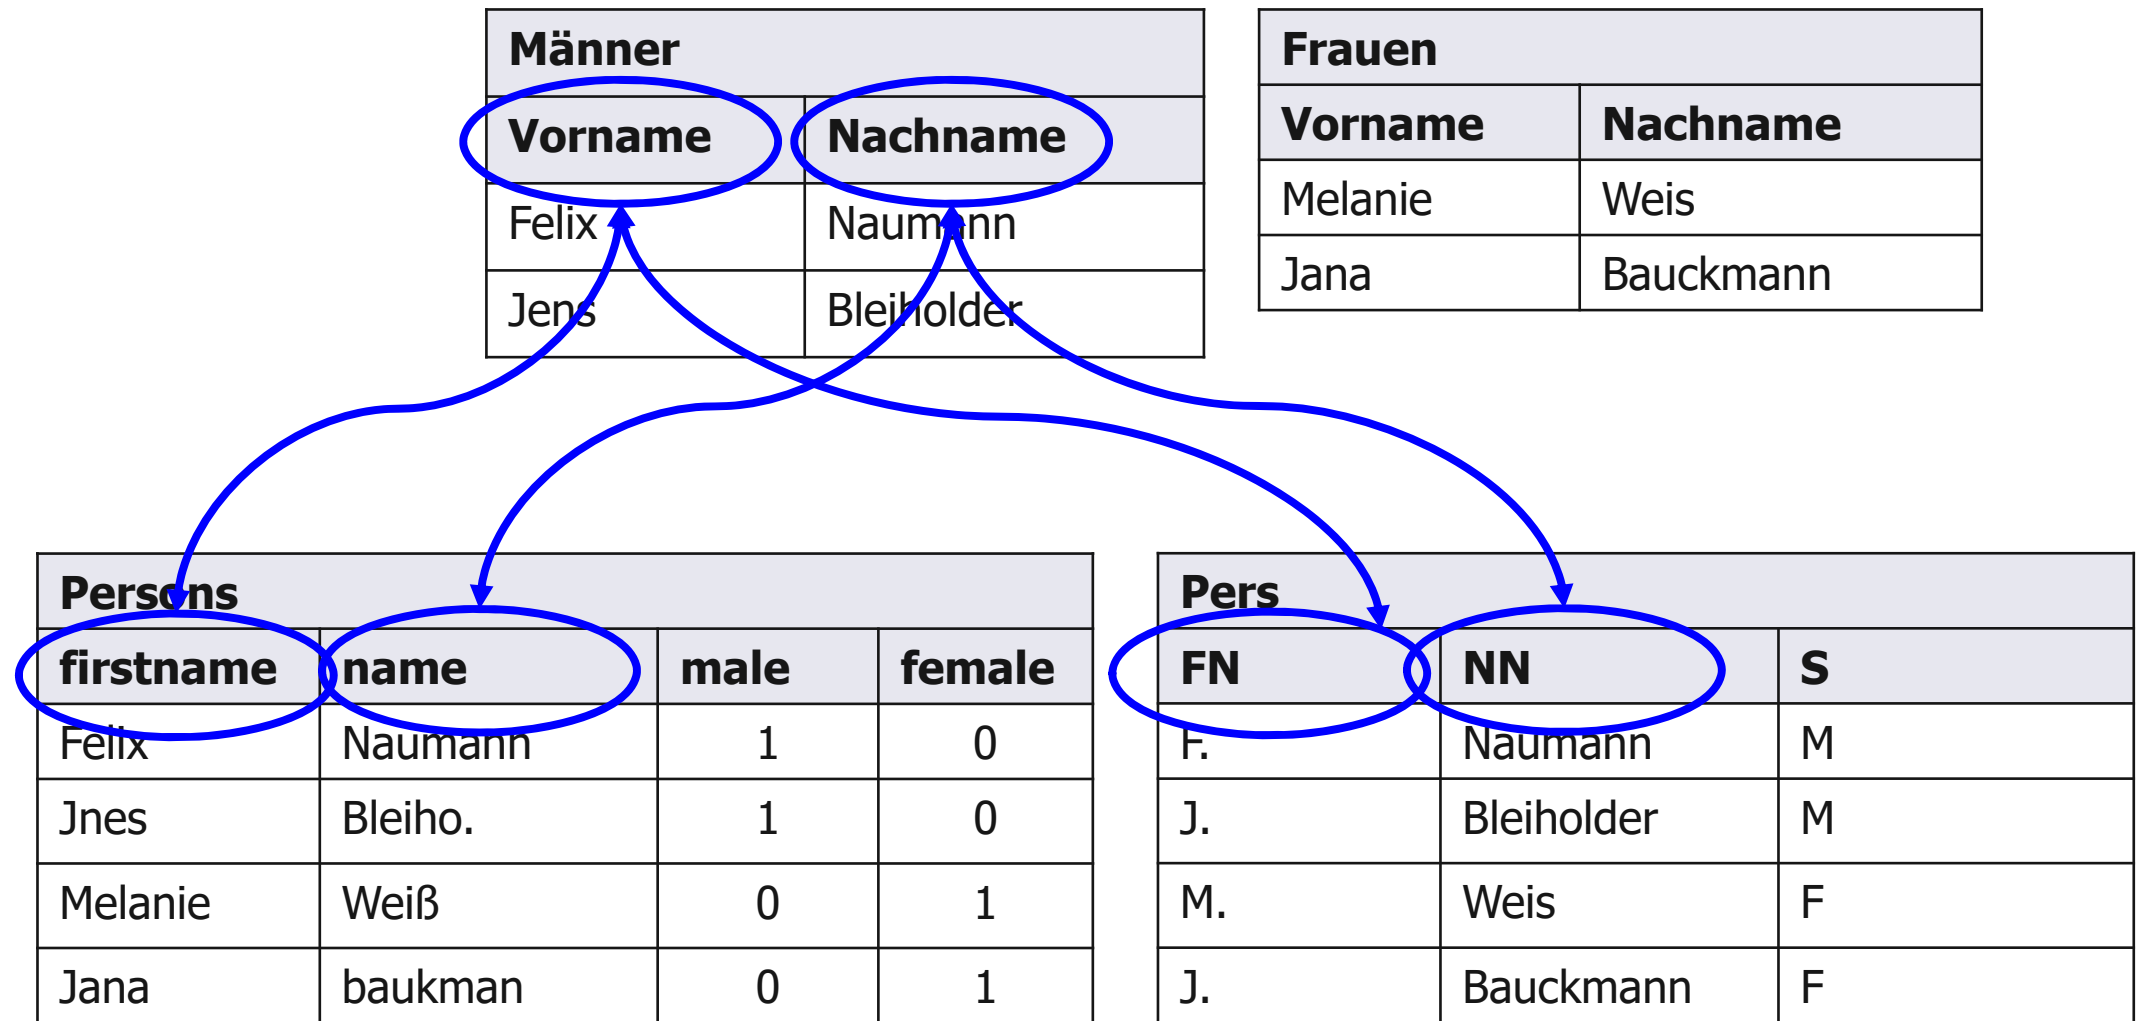 Männer
Vorname Nachname
Felix Naumann
Jens Bleiholder
Frauen
Vorname Nachname
Melanie Weis
Jana Bauckmann
Persons
firstname name male female
Felix Naumann 1 0
Jnes Bleiho. 1 0
Melanie Weiß 0 1
Jana baukman 0 1
Pers
FN NN S
F. Naumann M
J. Bleiholder M
M. Weis F
J. Bauckmann F